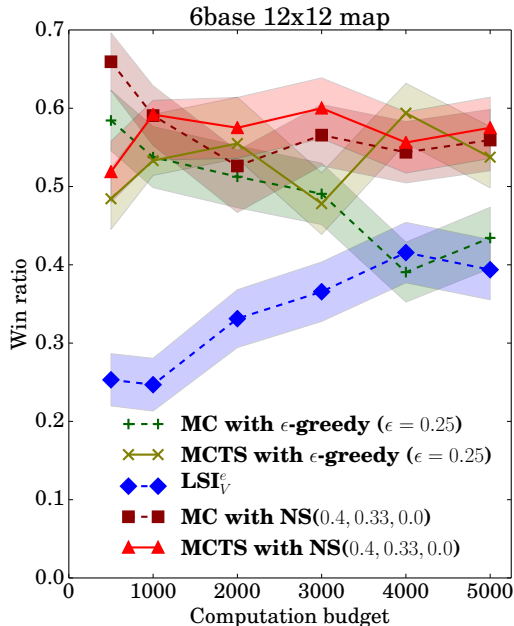 6base 12x12 map
Win ratio
0.7
0.6
0.5
0.4
0.3
0.2
0.1
0.0
MC with ϵ-greedy (ϵ = 0.25)
MCTS with ϵ-greedy (ϵ = 0.25)
LSI_V^e
MC with NS(0.4, 0.33, 0.0)
MCTS with NS(0.4, 0.33, 0.0)
0 1000 2000 3000 4000 5000
Computation budget